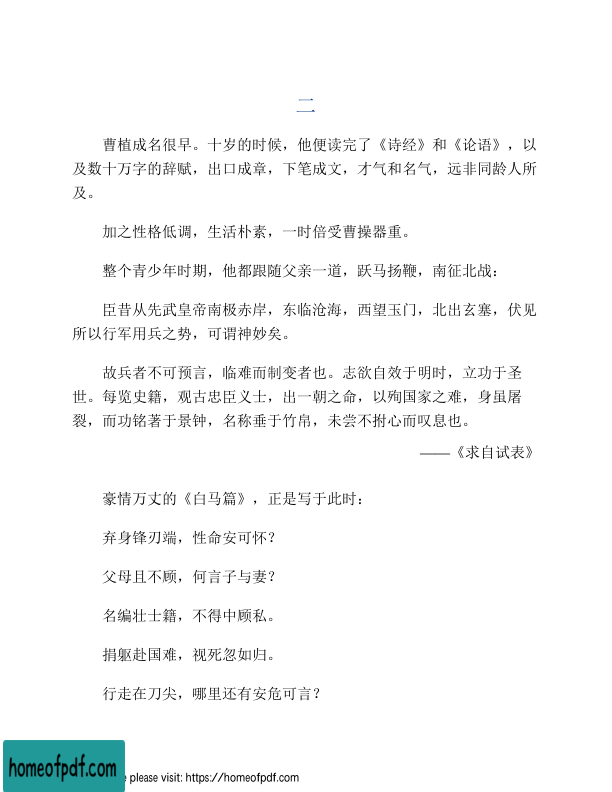 二
曹植成名很早。十岁的时候，他便读完了《诗经》和《论语》，以
及数十万字的辞赋，出口成章，下笔成文，才气和名气，远非同龄人所
及。
加之性格低调，生活朴素，一时倍受曹操器重。
整个青少年时期，他都跟随父亲一道，跃马扬鞭，南征北战：
臣昔从先武皇帝南极赤岸，东临沧海，西望玉门，北出玄塞，伏见
所以行军用兵之势，可谓神妙矣。
故兵者不可预言，临难而制变者也。志欲自效于明时，立功于圣
世。每览史籍，观古忠臣义士，出一朝之命，以殉国家之难，身虽屠
裂，而功铭著于景钟，名称垂于竹帛，未尝不拊心而叹息也。
——《求自试表》
豪情万丈的《白马篇》，正是写于此时：
弃身锋刃端，性命安可怀？
父母且不顾，何言子与妻？
名编壮士籍，不得中顾私。
捐躯赴国难，视死忽如归。
行走在刀尖，哪里还有安危可言？
homeofpdf.com
e please visit: https://homeofpdf.com